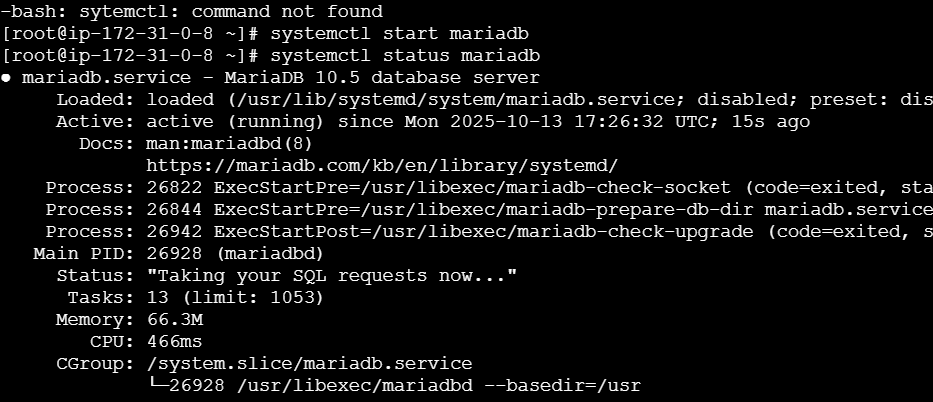 -bash: sytemctl: command not found
[root@ip-172-31-0-8 ~]# systemctl start mariadb
[root@ip-172-31-0-8 ~]# systemctl status mariadb
● mariadb.service - MariaDB 10.5 database server
     Loaded: loaded (/usr/lib/systemd/system/mariadb.service; disabled; preset: dis
     Active: active (running) since Mon 2025-10-13 17:26:32 UTC; 15s ago
       Docs: man:mariadbd(8)
             https://mariadb.com/kb/en/library/systemd/
    Process: 26822 ExecStartPre=/usr/libexec/mariadb-check-socket (code=exited, sta
    Process: 26844 ExecStartPre=/usr/libexec/mariadb-prepare-db-dir mariadb.service
    Process: 26942 ExecStartPost=/usr/libexec/mariadb-check-upgrade (code=exited, s
   Main PID: 26928 (mariadbd)
     Status: "Taking your SQL requests now..."
      Tasks: 13 (limit: 1053)
     Memory: 66.3M
        CPU: 466ms
     CGroup: /system.slice/mariadb.service
             └─26928 /usr/libexec/mariadbd --basedir=/usr